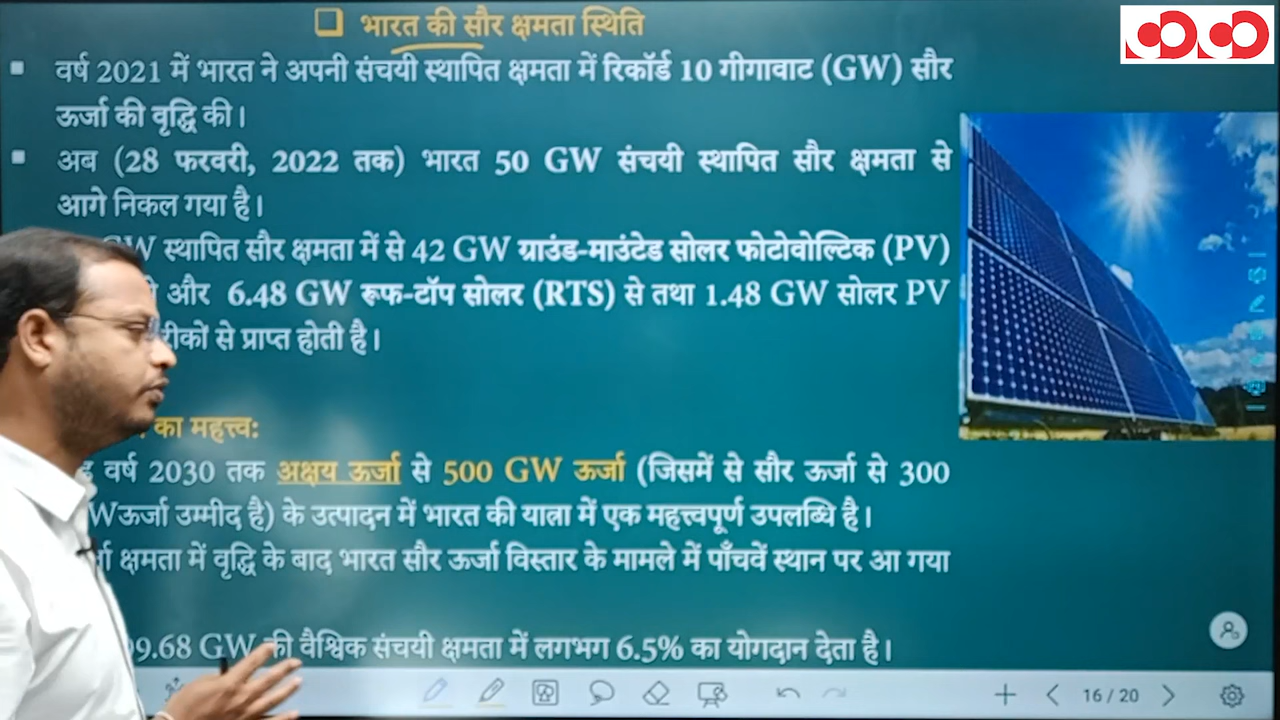 भारत की सौर क्षमता स्थिति
वर्ष 2021 में भारत ने अपनी संचयी स्थापित क्षमता में रिकॉर्ड 10 गीगावाट (GW) सौर
ऊर्जा की वृद्धि की।
अब (28 फरवरी, 2022 तक) भारत 50 GW संचयी स्थापित सौर क्षमता से
आगे निकल गया है।
GW स्थापित सौर क्षमता में से 42 GW ग्राउंड-माउंटेड सोलर फोटोवोल्टिक (PV)
और 6.48 GW रूफ-टॉप सोलर (RTS) से तथा 1.48 GW सोलर PV
से प्राप्त होती है।
का महत्त्व:
वर्ष 2030 तक अक्षय ऊर्जा से 500 GW ऊर्जा (जिसमें से सौर ऊर्जा से 300
ऊर्जा उम्मीद है) के उत्पादन में भारत की यात्रा में एक महत्त्वपूर्ण उपलब्धि है।
क्षमता में वृद्धि के बाद भारत सौर ऊर्जा विस्तार के मामले में पाँचवें स्थान पर आ गया
9.68 GW की वैश्विक संचयी क्षमता में लगभग 6.5% का योगदान देता है।
16 / 20